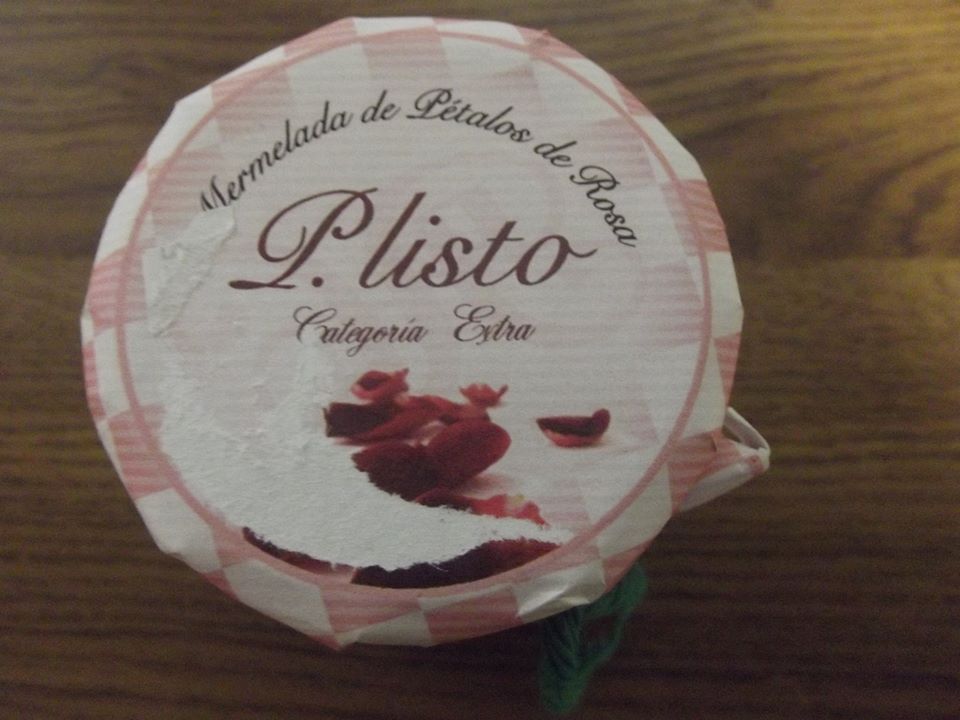 Mermelada de Pétalos de Rosa
P. listo
Categoría Extra